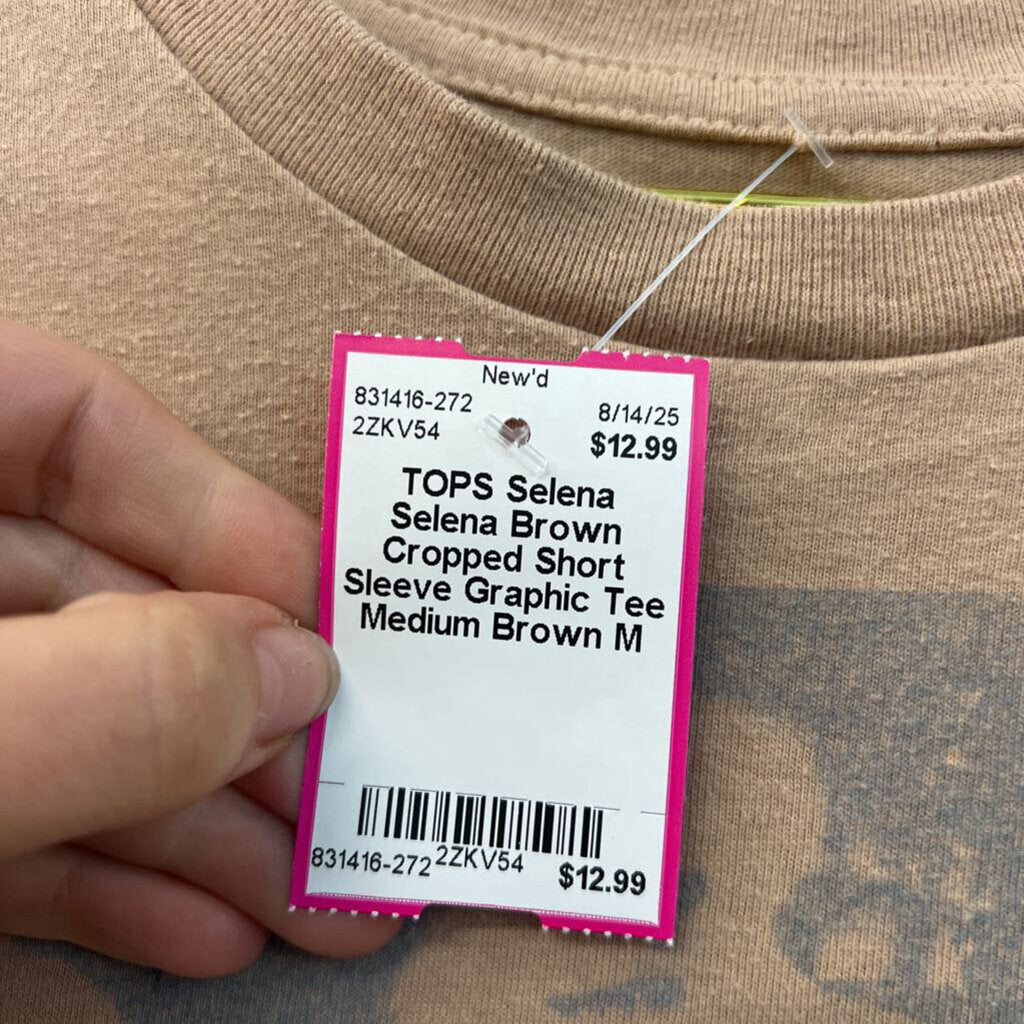 New'd
831416-272 8/14/25
2ZKV54 $12.99
TOPS Selena
Selena Brown
Cropped Short
Sleeve Graphic Tee
Medium Brown M
831416-272 2ZKV54 $12.99